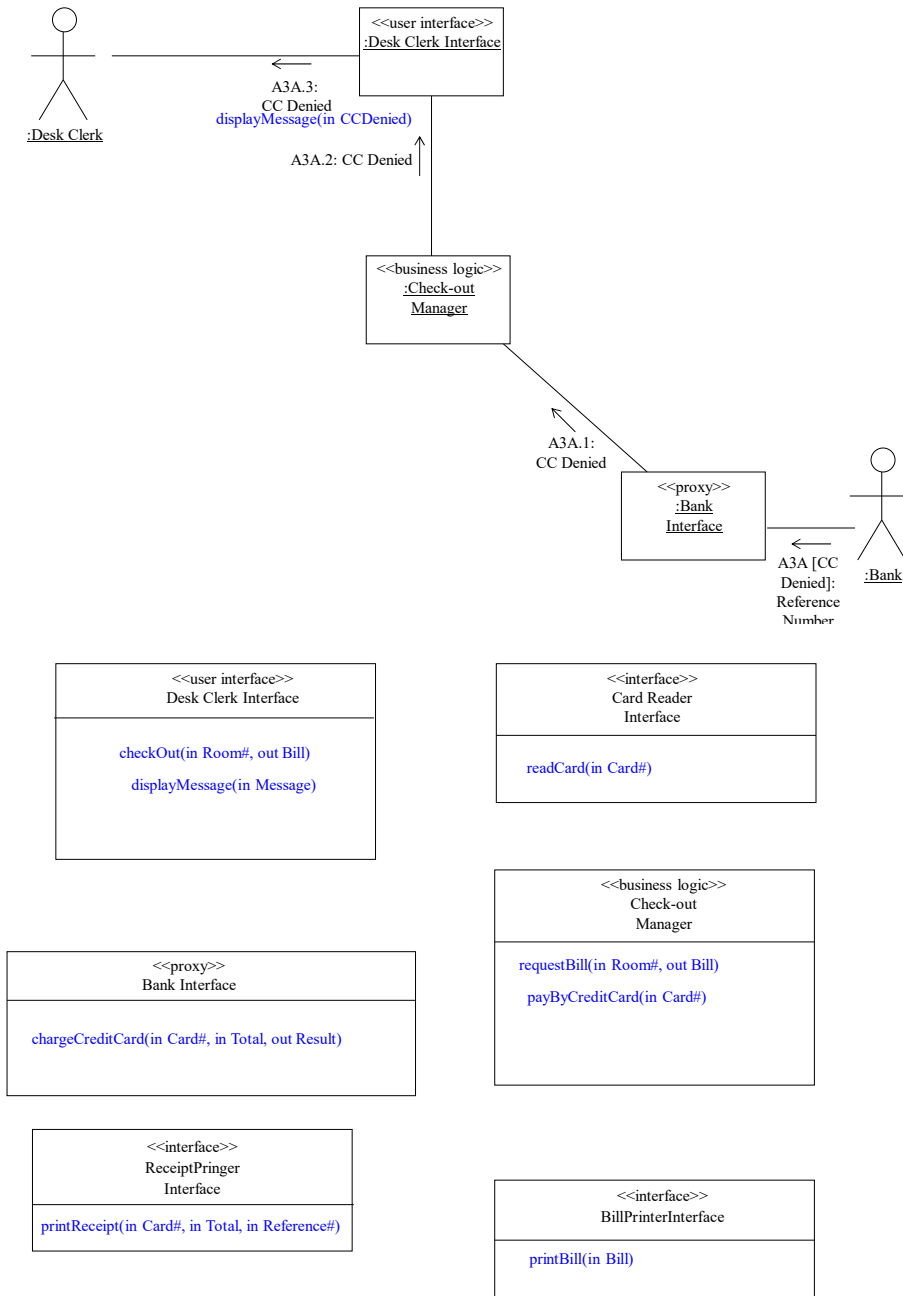 <<user interface>>
:Desk Clerk Interface
A3A.3:
CC Denied
displayMessage(in CCDenied)
:Desk Clerk
A3A.2: CC Denied
<<business logic>>
:Check-out
Manager
A3A.1:
CC Denied
<<proxy>>
:Bank
Interface
A3A [CC
Denied]:
Reference
Number
:Bank
<<user interface>>
Desk Clerk Interface
checkOut(in Room#, out Bill)
displayMessage(in Message)
<<interface>>
Card Reader
Interface
readCard(in Card#)
<<business logic>>
Check-out
Manager
requestBill(in Room#, out Bill)
payByCreditCard(in Card#)
<<proxy>>
Bank Interface
chargeCreditCard(in Card#, in Total, out Result)
<<interface>>
ReceiptPringer
Interface
printReceipt(in Card#, in Total, in Reference#)
<<interface>>
BillPrinterInterface
printBill(in Bill)